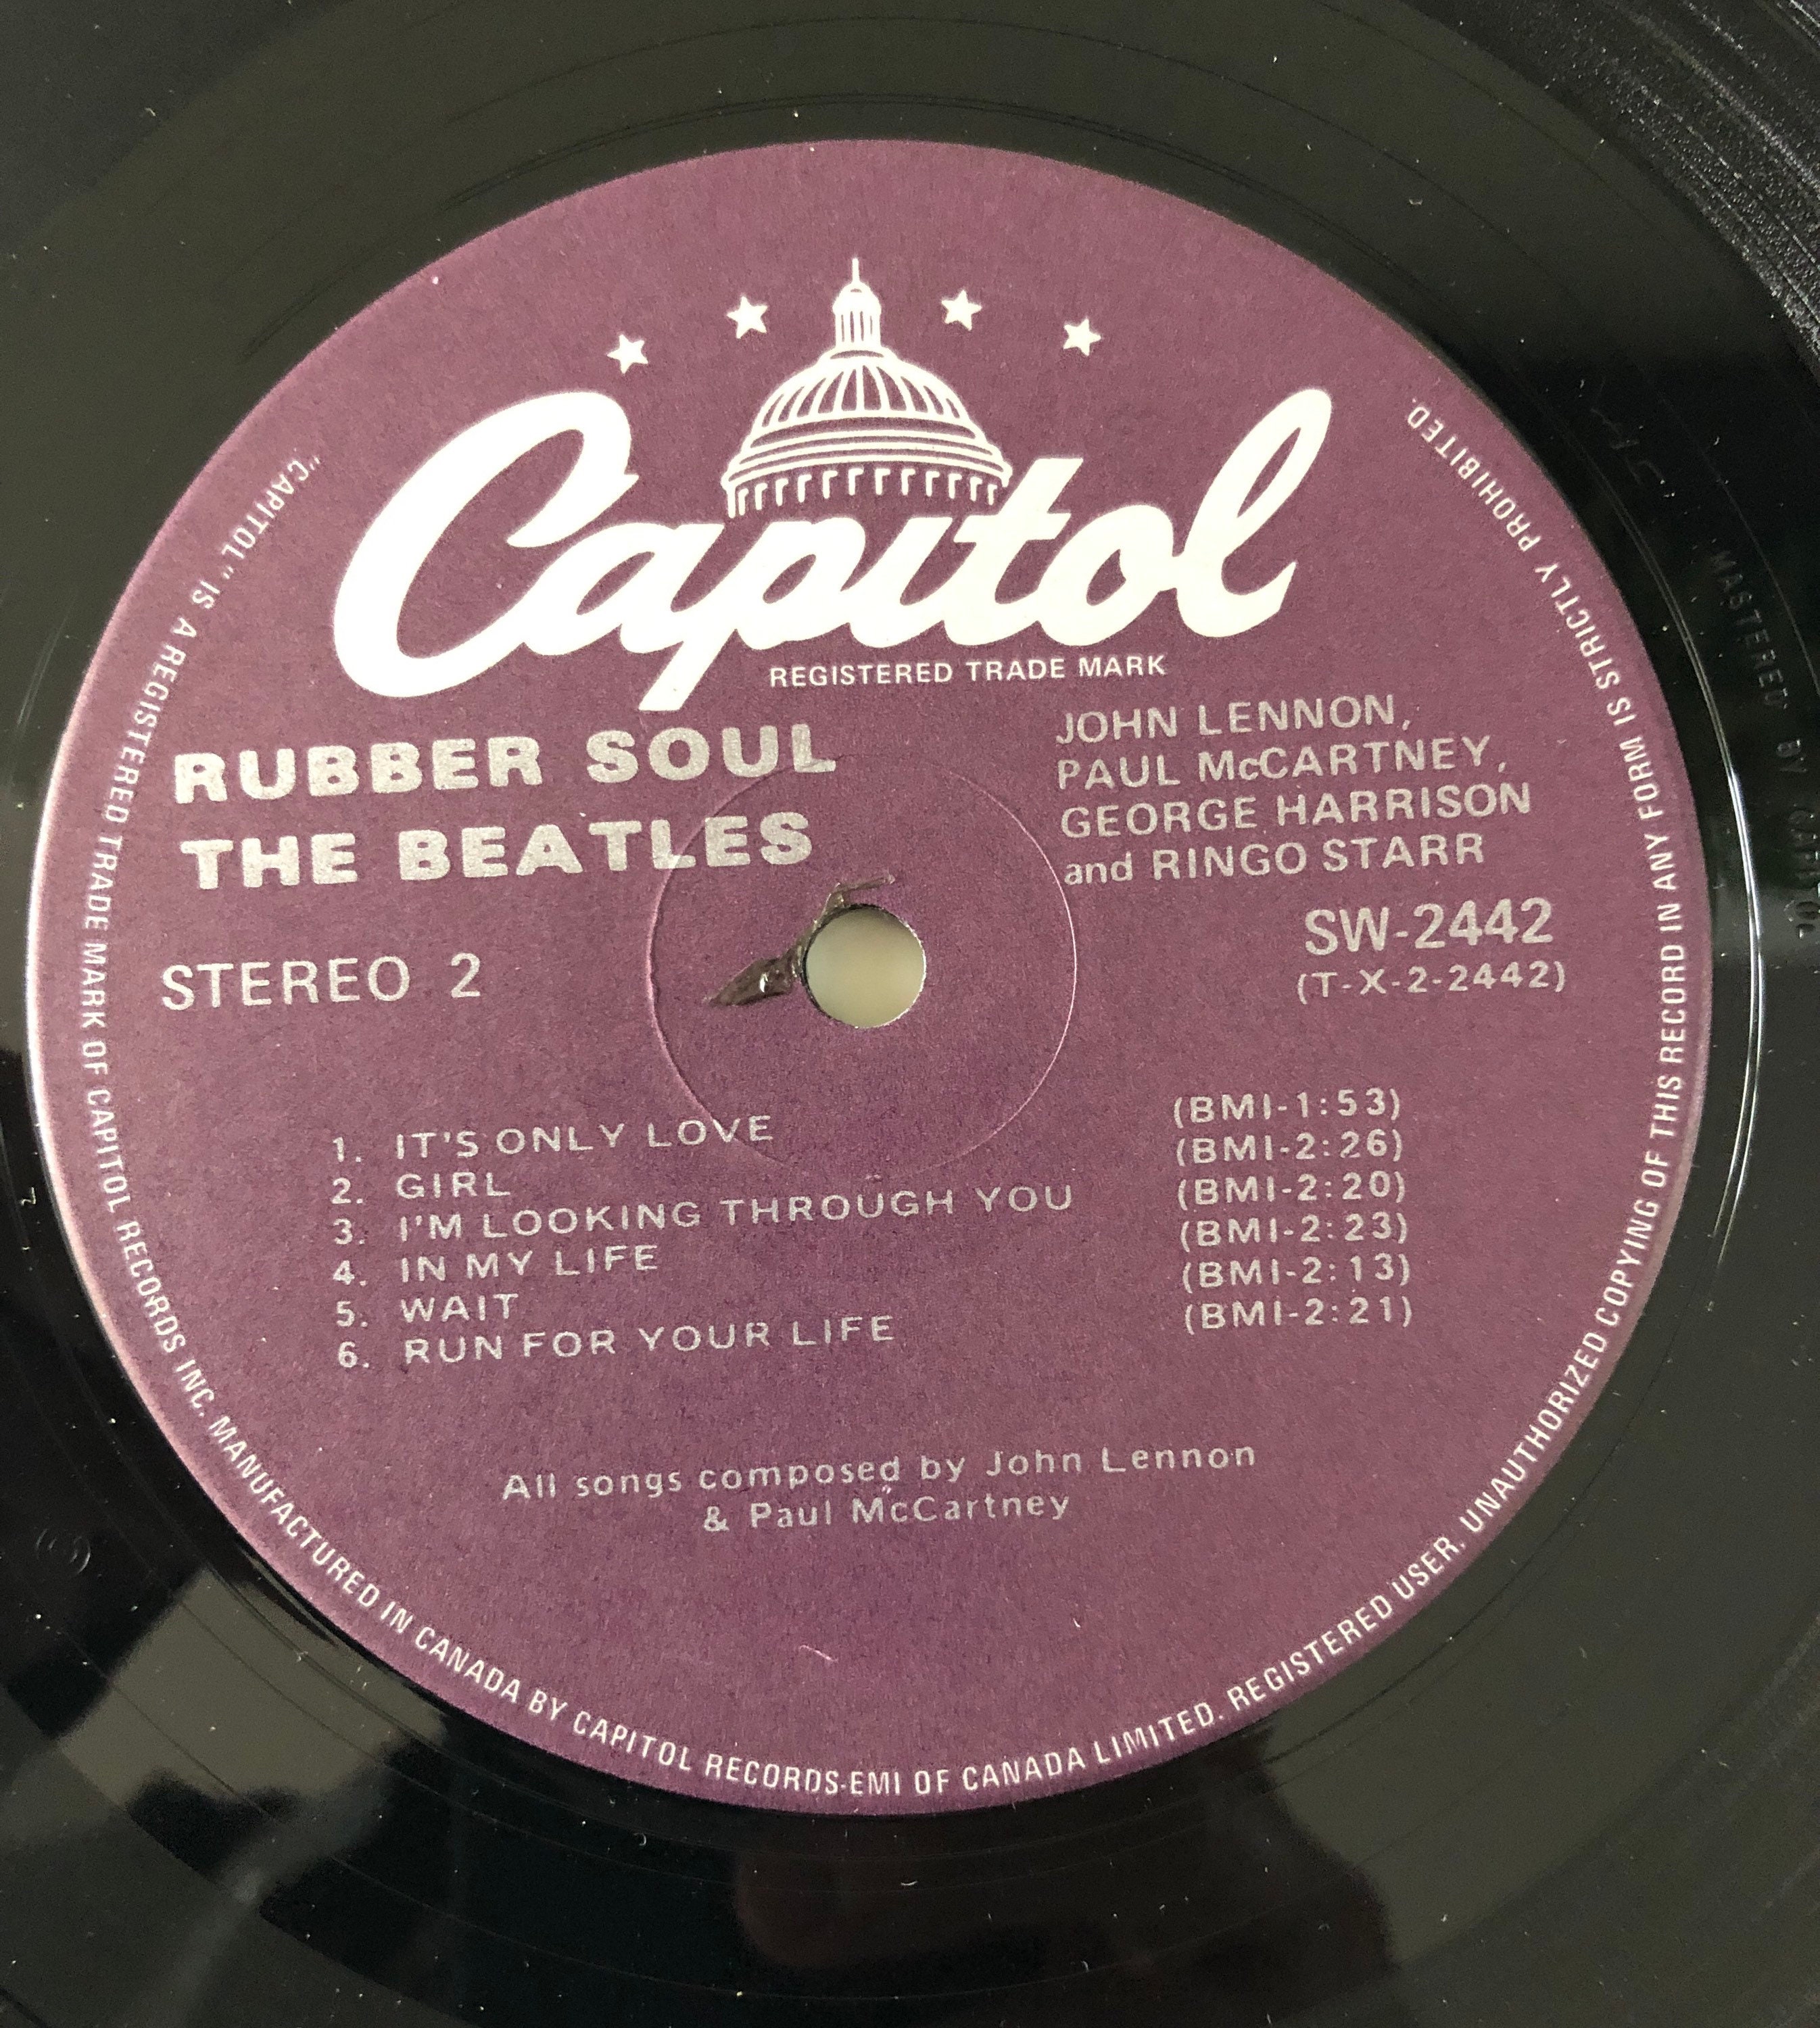 Capitol
REGISTERED TRADE MARK
RUBBER SOUL
THE BEATLES
JOHN LENNON,
PAUL McCARTNEY,
GEORGE HARRISON
and RINGO STARR
STEREO 2
SW-2442
(T-X-2-2442)
1. IT'S ONLY LOVE (BMI-1:53)
2. GIRL (BMI-2:26)
3. I'M LOOKING THROUGH YOU (BMI-2:20)
4. IN MY LIFE (BMI-2:23)
5. WAIT (BMI-2:13)
6. RUN FOR YOUR LIFE (BMI-2:21)
All songs composed by John Lennon
& Paul McCartney
"CAPITOL" IS A REGISTERED TRADE MARK OF CAPITOL RECORDS INC. MANUFACTURED IN CANADA BY CAPITOL RECORDS-EMI OF CANADA LIMITED. REGISTERED USER. UNAUTHORIZED COPYING OF THIS RECORD IN ANY FORM IS STRICTLY PROHIBITED.
MASTERED BY CAPITOL